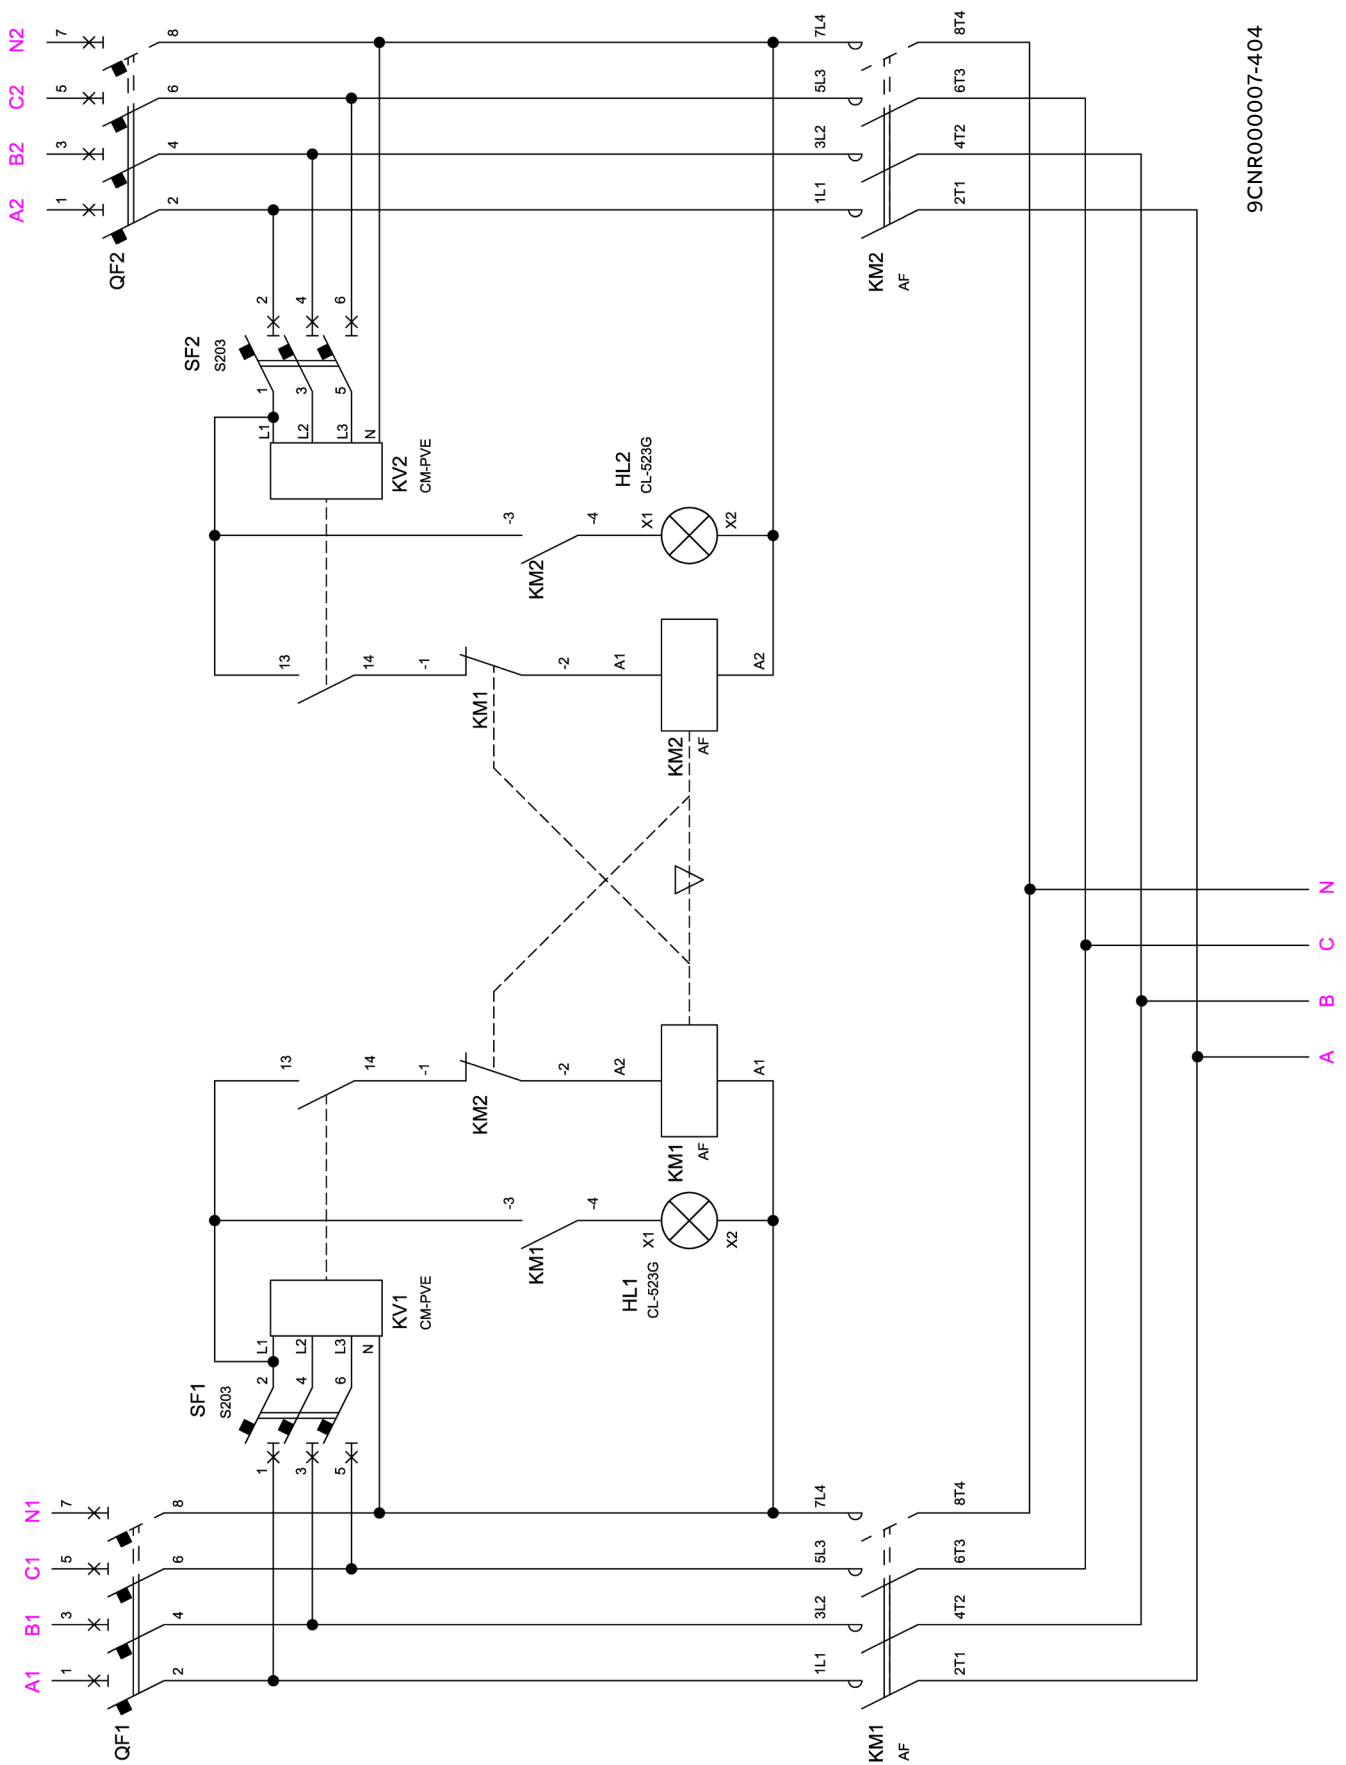 A1 B1 C1 N1 A2 B2 C2 N2
1 3 5 7 1 3 5 7
QF1 QF2
2 4 6 8 2 4 6 8
SF1 SF2
S203 S203
1 2 L1 L1 1 2
13 13
3 4 L2 L2 3 4
5 6 L3 L3 5 6
N 14 14 N
KV1 KV2
CM-PVE CM-PVE
-1 -1
KM2 KM1
-3 -3
KM1 KM2
-2 -2
-4 -4
HL1 A2 A1 HL2
CL-523G X1 X1 CL-523G
KM1 KM2
AF AF
X2 A1 A2 X2
1L1 3L2 5L3 7L4 1L1 3L2 5L3 7L4
KM1 KM2
AF AF
2T1 4T2 6T3 8T4 2T1 4T2 6T3 8T4
9CNR000007-404
A B C N